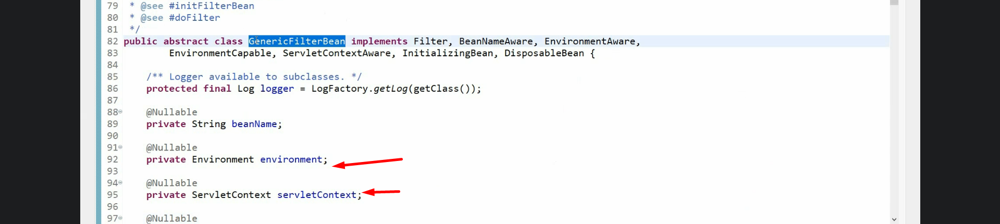 79 * @see #initFilterBean
80 * @see #doFilter
81 */
82 public abstract class GenericFilterBean implements Filter, BeanNameAware, EnvironmentAware,
83 EnvironmentCapable, ServletContextAware, InitializingBean, DisposableBean {
84
85 /** Logger available to subclasses. */
86 protected final Log logger = LogFactory.getLog(getClass());
87
88 @Nullable
89 private String beanName;
90
91 @Nullable
92 private Environment environment;
93
94 @Nullable
95 private ServletContext servletContext;
96
97 @Nullable